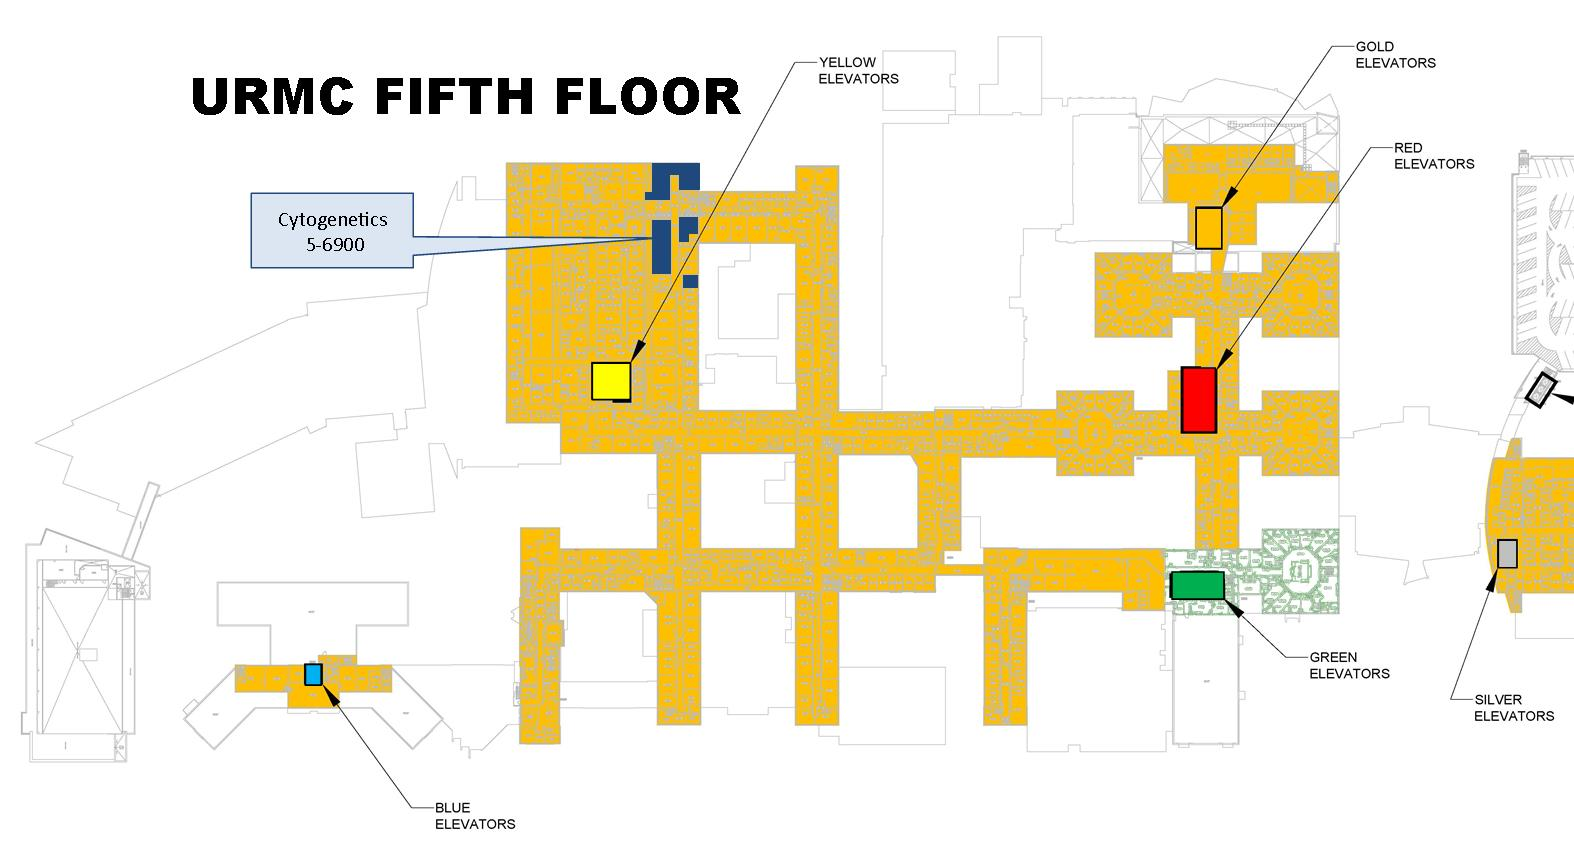 URMC FIFTH FLOOR
YELLOW
ELEVATORS
GOLD
ELEVATORS
RED
ELEVATORS
Cytogenetics
5-6900
GREEN
ELEVATORS
SILVER
ELEVATORS
BLUE
ELEVATORS